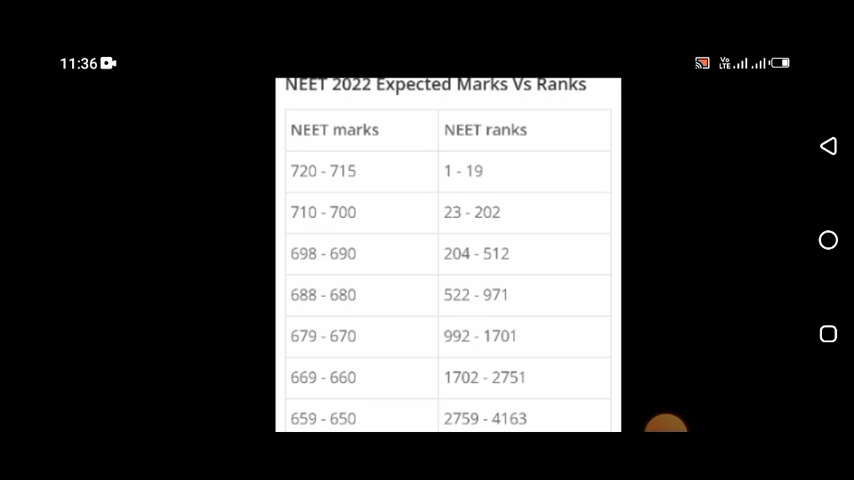 11:36
Vo
LTE
NEET 2022 Expected Marks Vs Ranks
NEET marks NEET ranks
720 - 715 1 - 19
710 - 700 23 - 202
698 - 690 204 - 512
688 - 680 522 - 971
679 - 670 992 - 1701
669 - 660 1702 - 2751
659 - 650 2759 - 4163